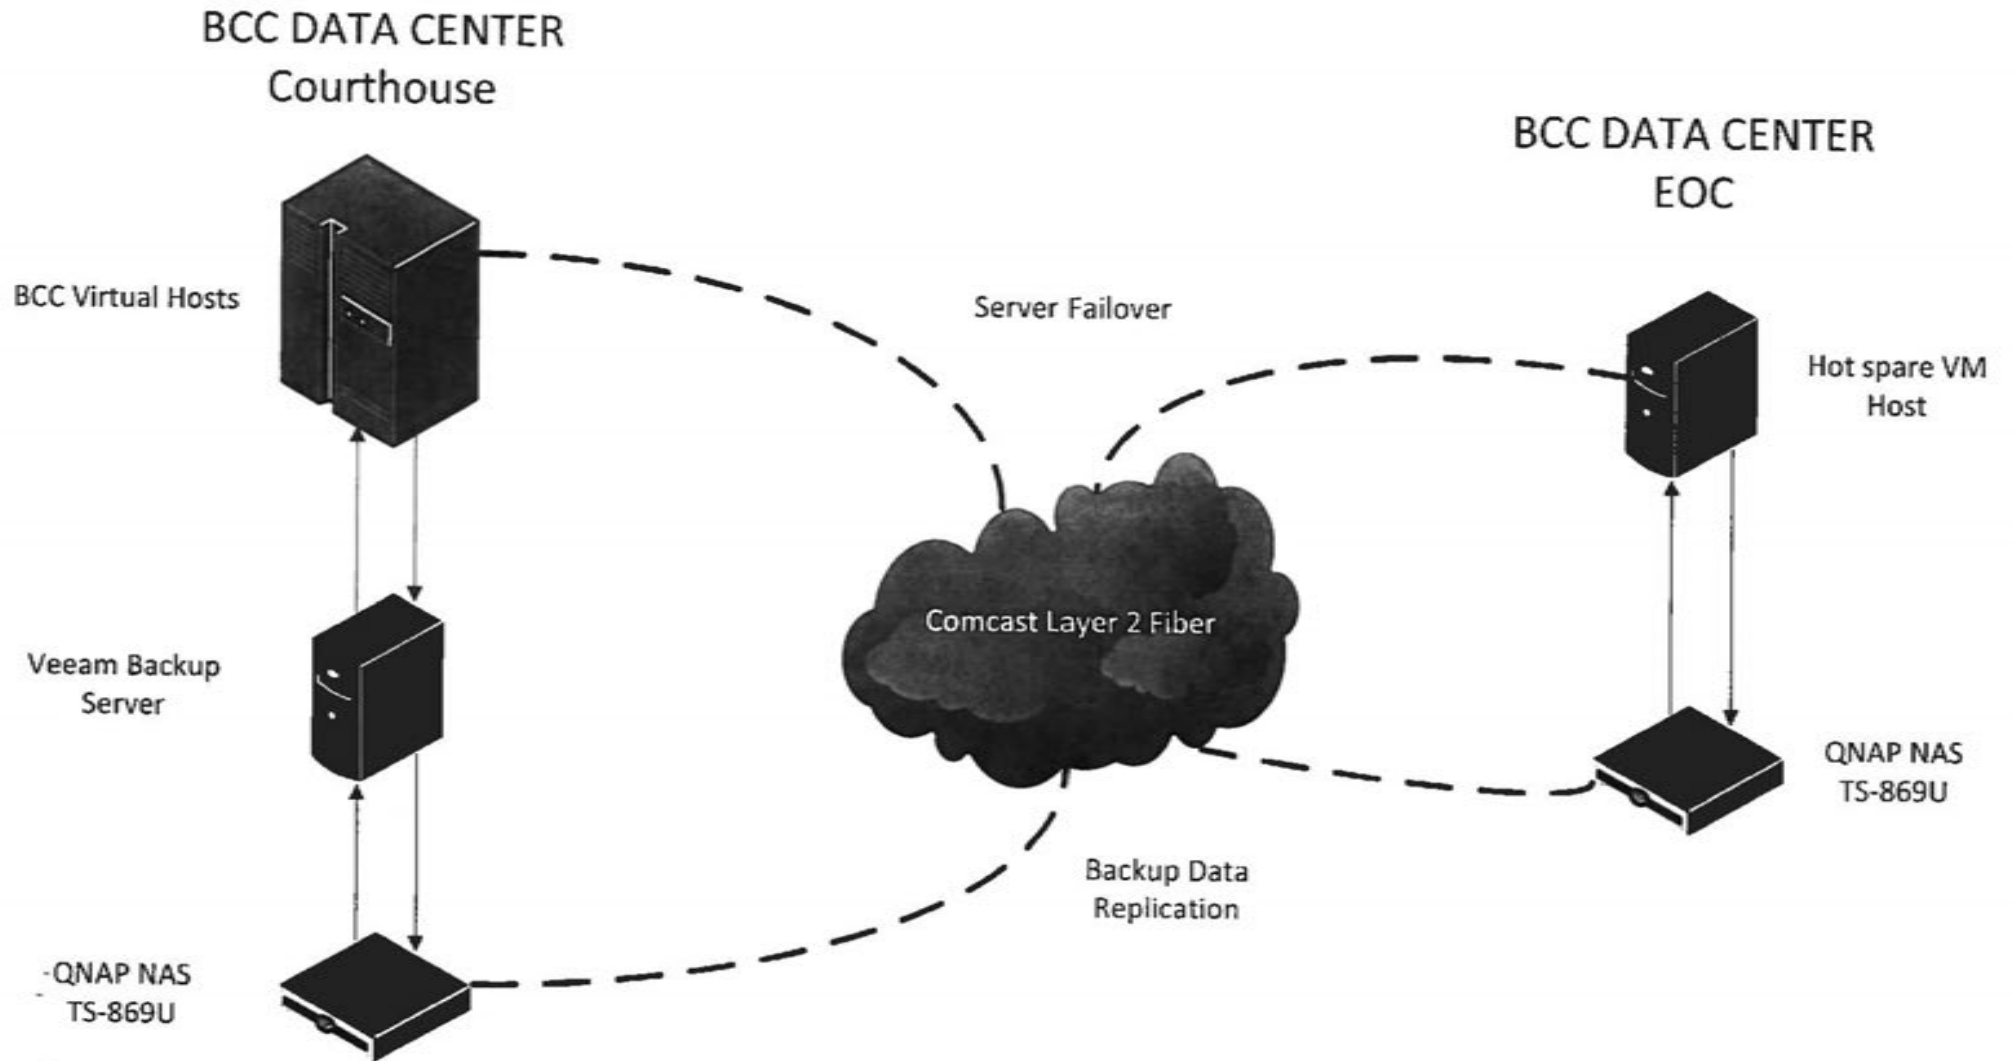 BCC DATA CENTER
Courthouse
BCC DATA CENTER
EOC
BCC Virtual Hosts
Server Failover
Hot spare VM
Host
Comcast Layer 2 Fiber
Veeam Backup
Server
QNAP NAS
TS-869U
Backup Data
Replication
QNAP NAS
TS-869U